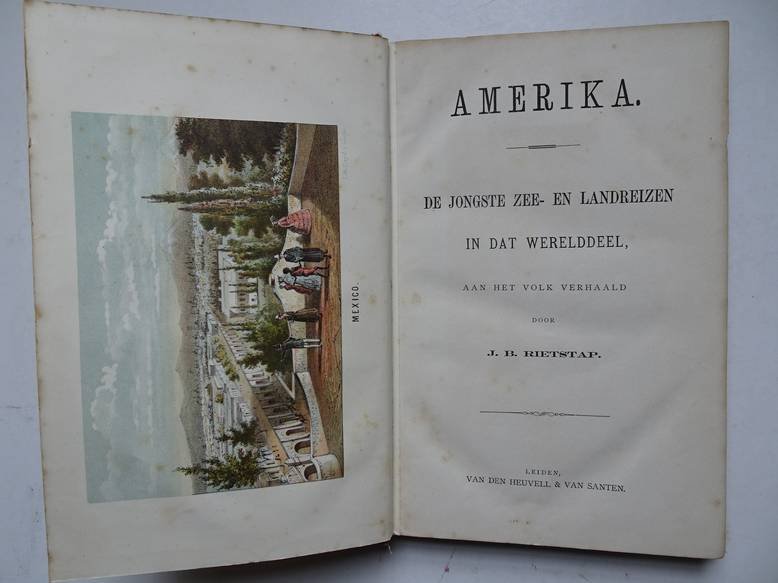 MEXICO.
AMERIKA.
DE JONGSTE ZEE- EN LANDREIZEN
IN DAT WERELDDEEL,
AAN HET VOLK VERHAALD
DOOR
J. B. RIETSTAP.
LEIDEN,
VAN DEN HEUVELL & VAN SANTEN.